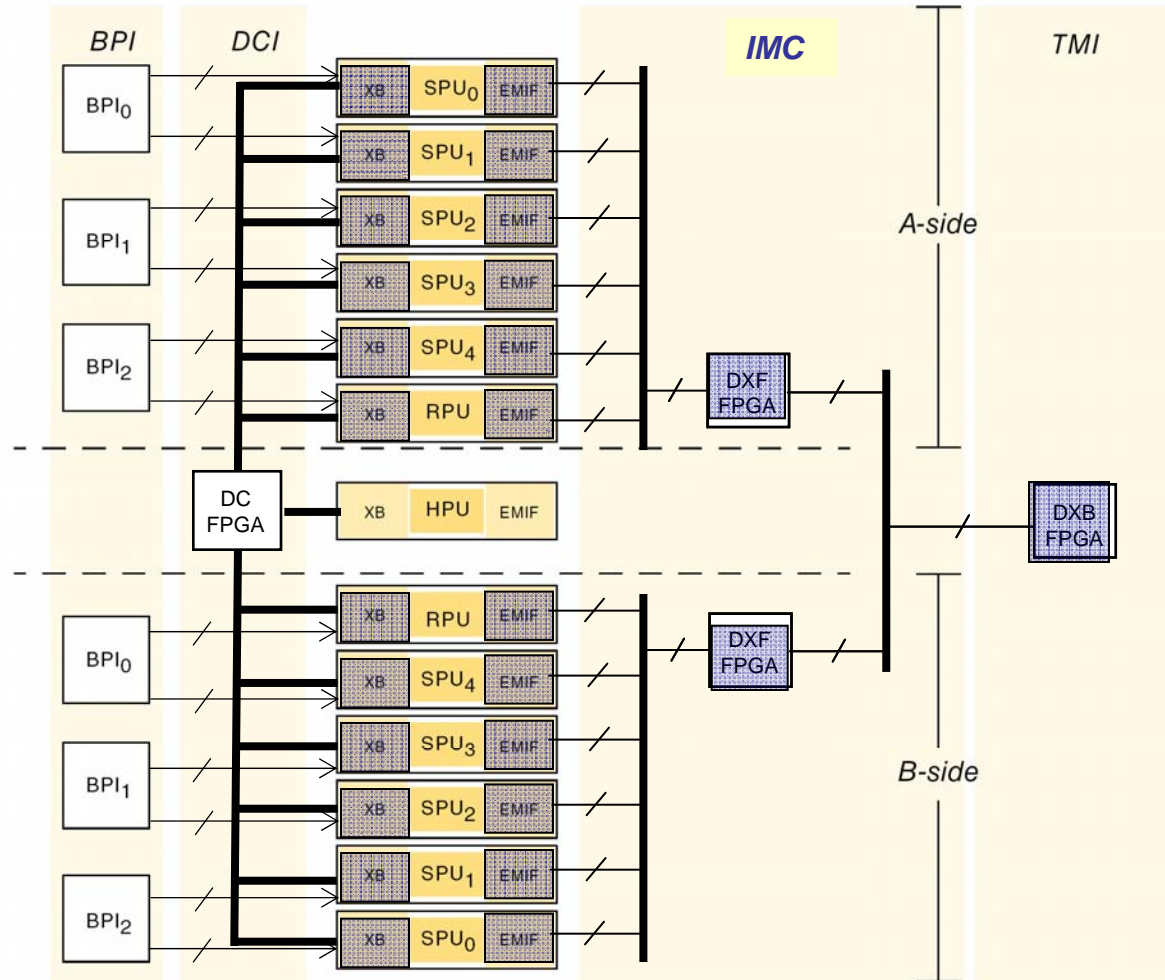 BPI DCI IMC TMI
BPI0
XB SPU0 EMIF
XB SPU1 EMIF
BPI1
XB SPU2 EMIF
A-side
XB SPU3 EMIF
BPI2
XB SPU4 EMIF
DXF
FPGA
XB RPU EMIF
DC
FPGA
XB HPU EMIF
DXB
FPGA
XB RPU EMIF
BPI0
DXF
FPGA
XB SPU4 EMIF
XB SPU3 EMIF
BPI1
B-side
XB SPU2 EMIF
XB SPU1 EMIF
BPI2
XB SPU0 EMIF